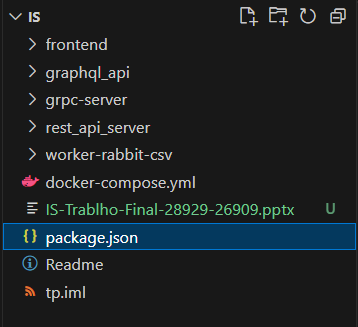 IS
frontend
graphql_api
grpc-server
rest_api_server
worker-rabbit-csv
docker-compose.yml
IS-Trablho-Final-28929-26909.pptx U
{ } package.json
Readme
tp.iml